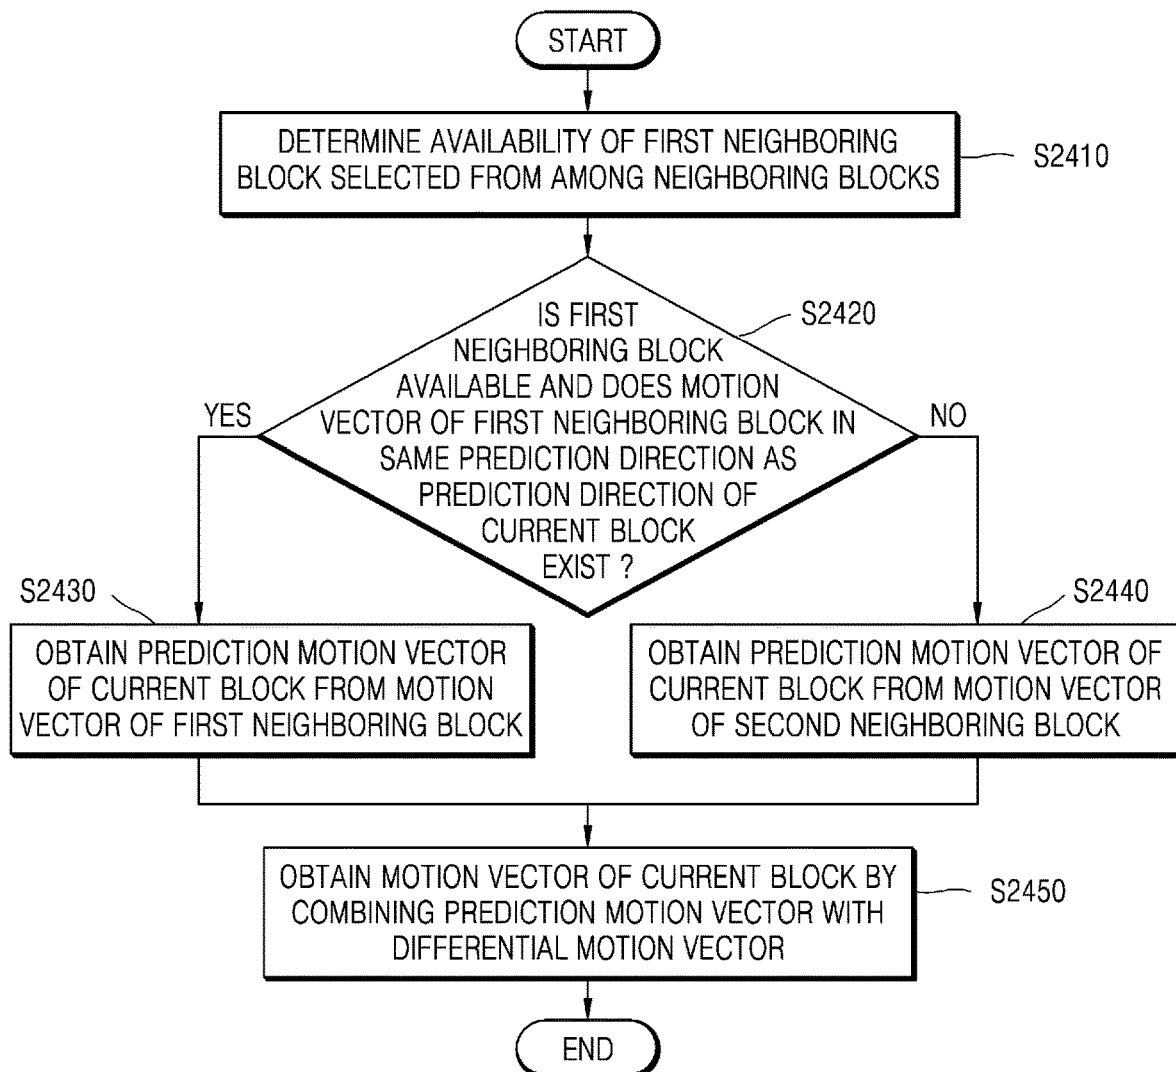 START
DETERMINE AVAILABILITY OF FIRST NEIGHBORING
BLOCK SELECTED FROM AMONG NEIGHBORING BLOCKS
S2410
IS FIRST
NEIGHBORING BLOCK
AVAILABLE AND DOES MOTION
VECTOR OF FIRST NEIGHBORING BLOCK IN
SAME PREDICTION DIRECTION AS
PREDICTION DIRECTION OF
CURRENT BLOCK
EXIST ?
S2420
YES
NO
S2430
OBTAIN PREDICTION MOTION VECTOR
OF CURRENT BLOCK FROM MOTION
VECTOR OF FIRST NEIGHBORING BLOCK
S2440
OBTAIN PREDICTION MOTION VECTOR OF
CURRENT BLOCK FROM MOTION VECTOR
OF SECOND NEIGHBORING BLOCK
OBTAIN MOTION VECTOR OF CURRENT BLOCK BY
COMBINING PREDICTION MOTION VECTOR WITH
DIFFERENTIAL MOTION VECTOR
S2450
END